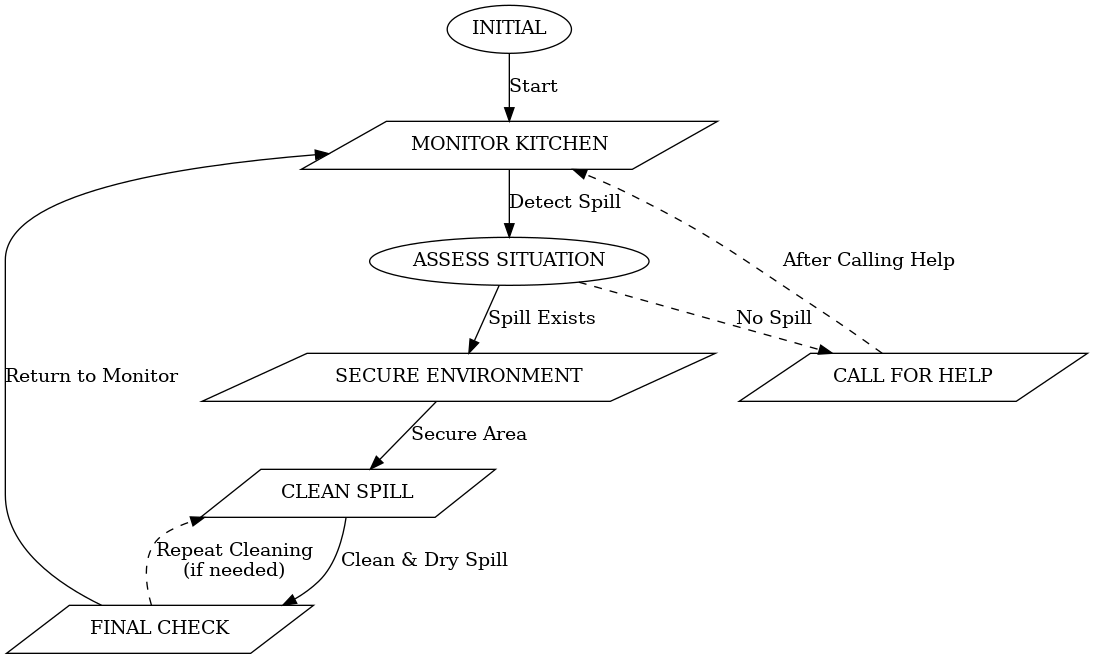 INITIAL
Start
MONITOR KITCHEN
Detect Spill
ASSESS SITUATION
After Calling Help
Spill Exists
No Spill
Return to Monitor
SECURE ENVIRONMENT
CALL FOR HELP
Secure Area
CLEAN SPILL
Repeat Cleaning
(if needed)
Clean & Dry Spill
FINAL CHECK